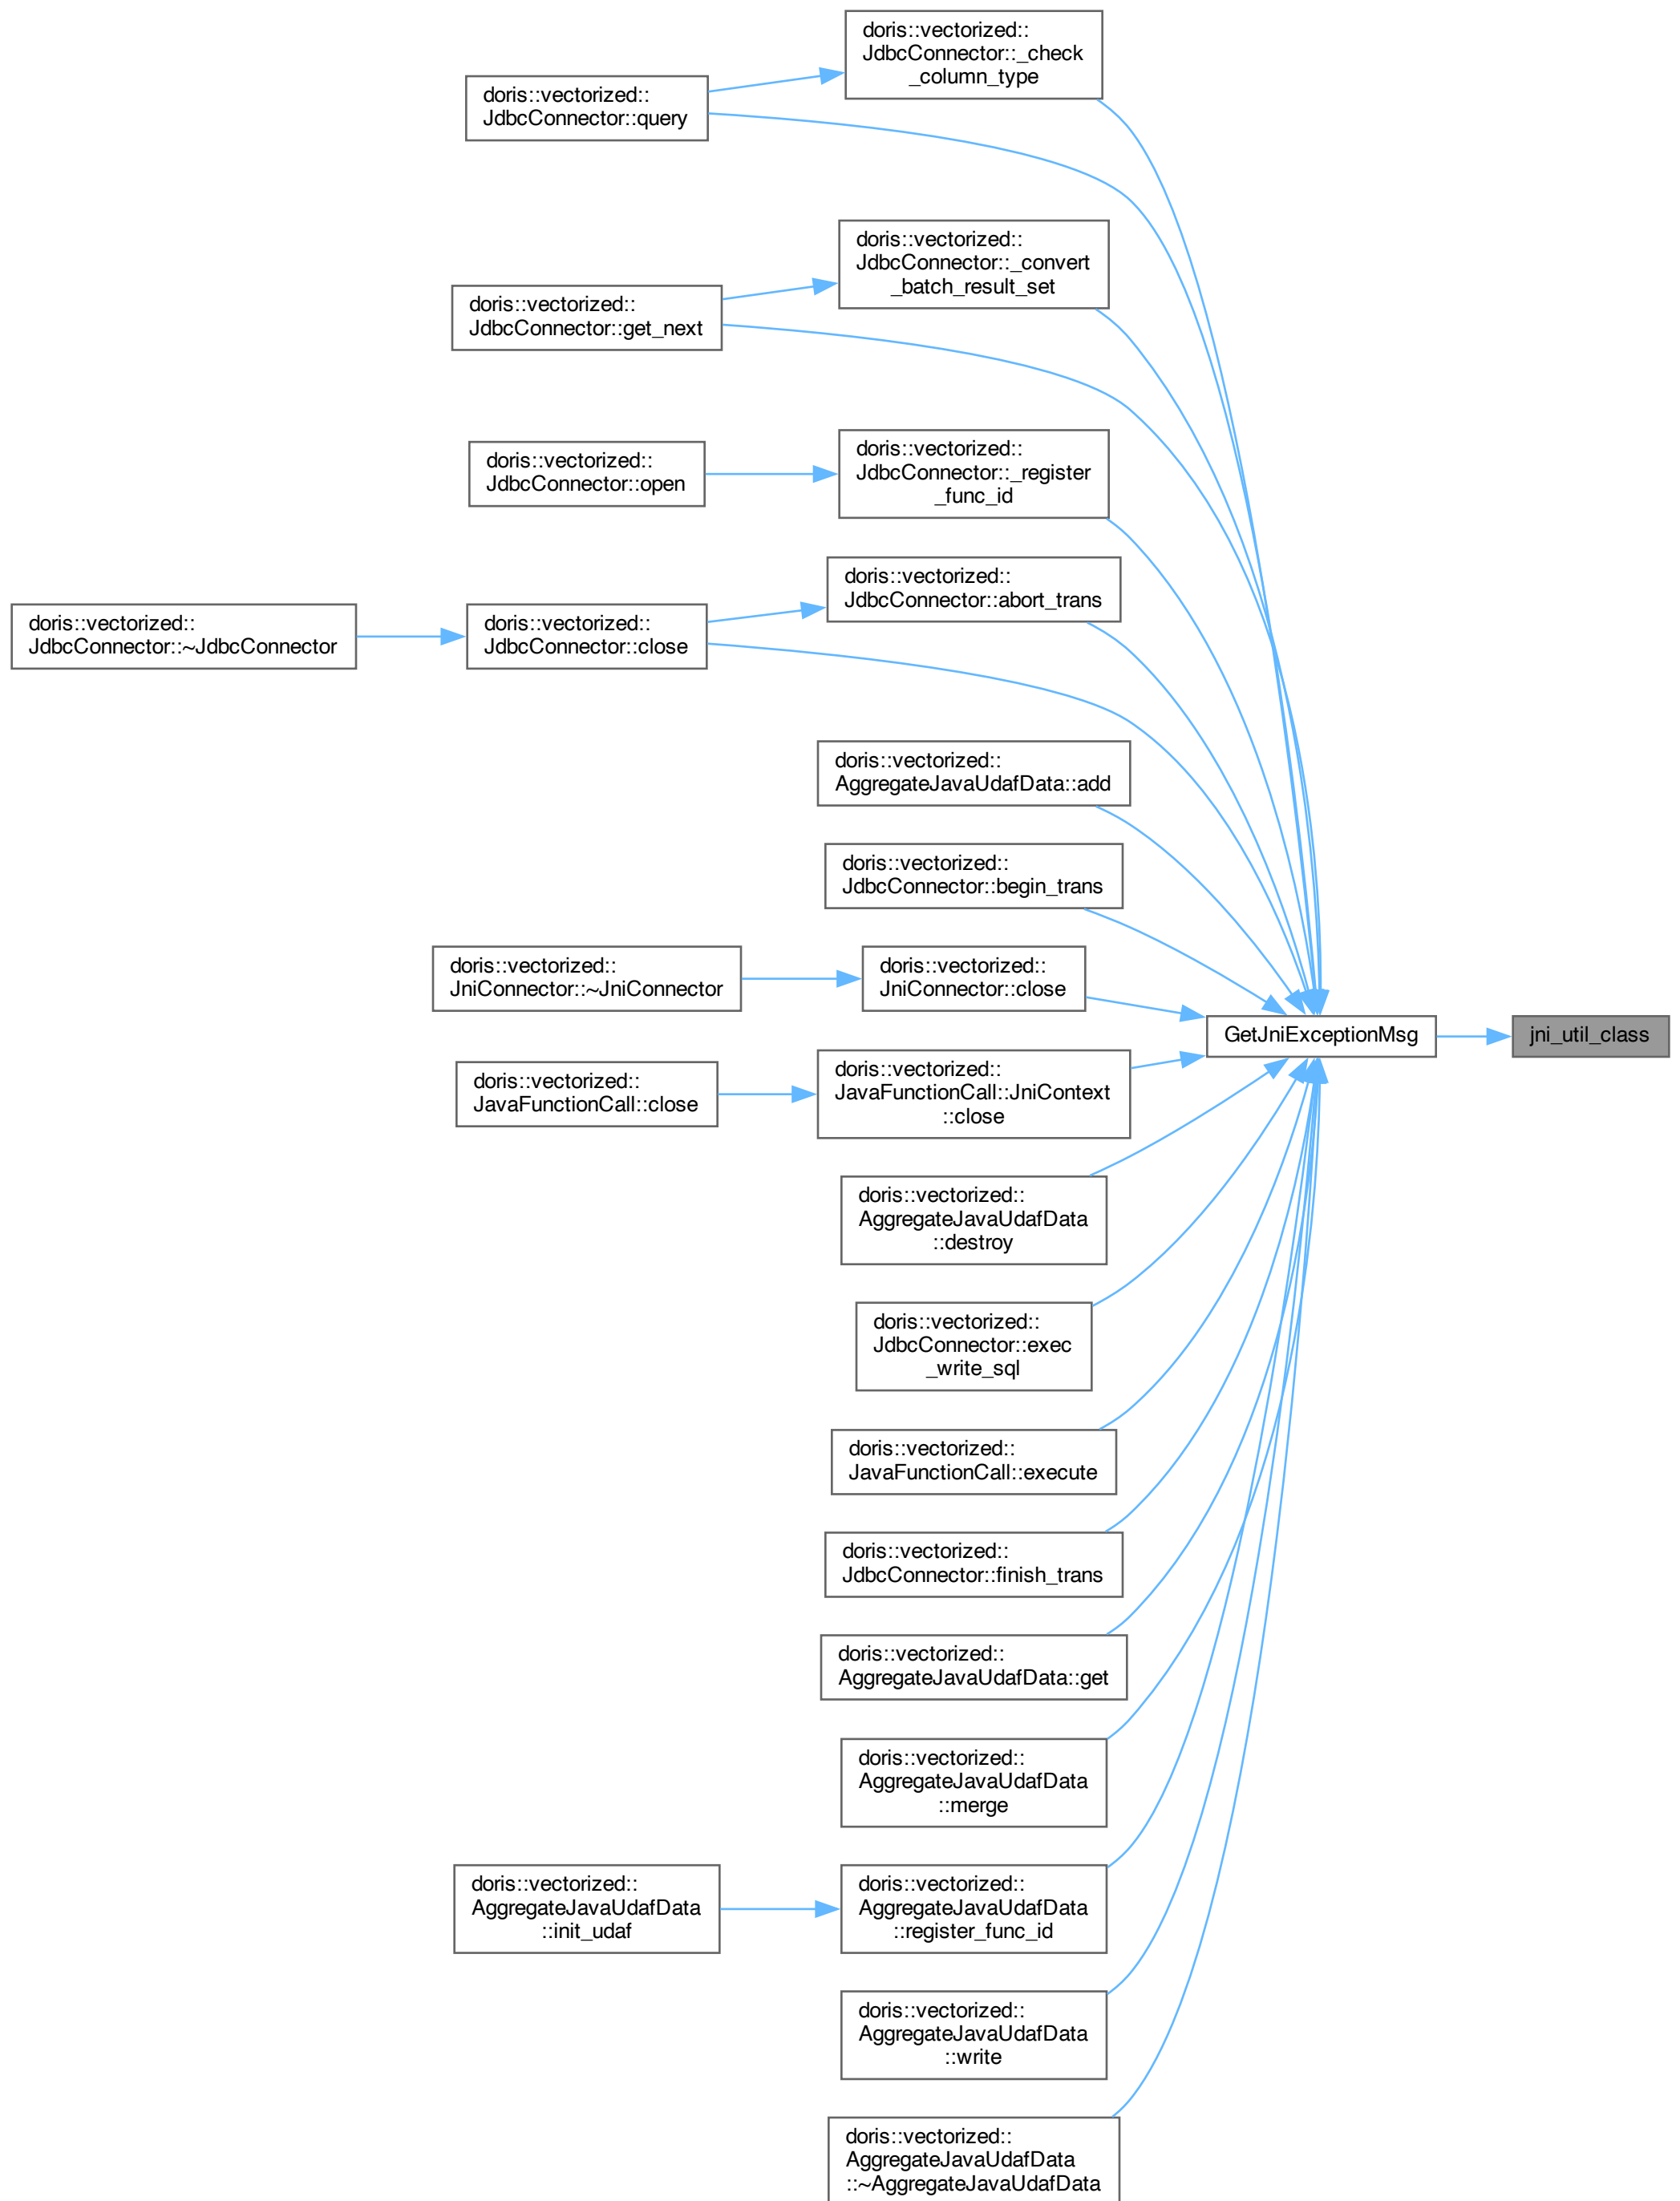 doris::vectorized::
JdbcConnector::_check
_column_type
doris::vectorized::
JdbcConnector::query
doris::vectorized::
JdbcConnector::_convert
_batch_result_set
doris::vectorized::
JdbcConnector::get_next
doris::vectorized::
JdbcConnector::_register
_func_id
doris::vectorized::
JdbcConnector::open
doris::vectorized::
JdbcConnector::abort_trans
doris::vectorized::
JdbcConnector::close
doris::vectorized::
JdbcConnector::~JdbcConnector
doris::vectorized::
AggregateJavaUdafData::add
doris::vectorized::
JdbcConnector::begin_trans
doris::vectorized::
JniConnector::close
doris::vectorized::
JniConnector::~JniConnector
GetJniExceptionMsg
jni_util_class
doris::vectorized::
JavaFunctionCall::JniContext
::close
doris::vectorized::
JavaFunctionCall::close
doris::vectorized::
AggregateJavaUdafData
::destroy
doris::vectorized::
JdbcConnector::exec
_write_sql
doris::vectorized::
JavaFunctionCall::execute
doris::vectorized::
JdbcConnector::finish_trans
doris::vectorized::
AggregateJavaUdafData::get
doris::vectorized::
AggregateJavaUdafData
::merge
doris::vectorized::
AggregateJavaUdafData
::register_func_id
doris::vectorized::
AggregateJavaUdafData
::init_udaf
doris::vectorized::
AggregateJavaUdafData
::write
doris::vectorized::
AggregateJavaUdafData
::~AggregateJavaUdafData